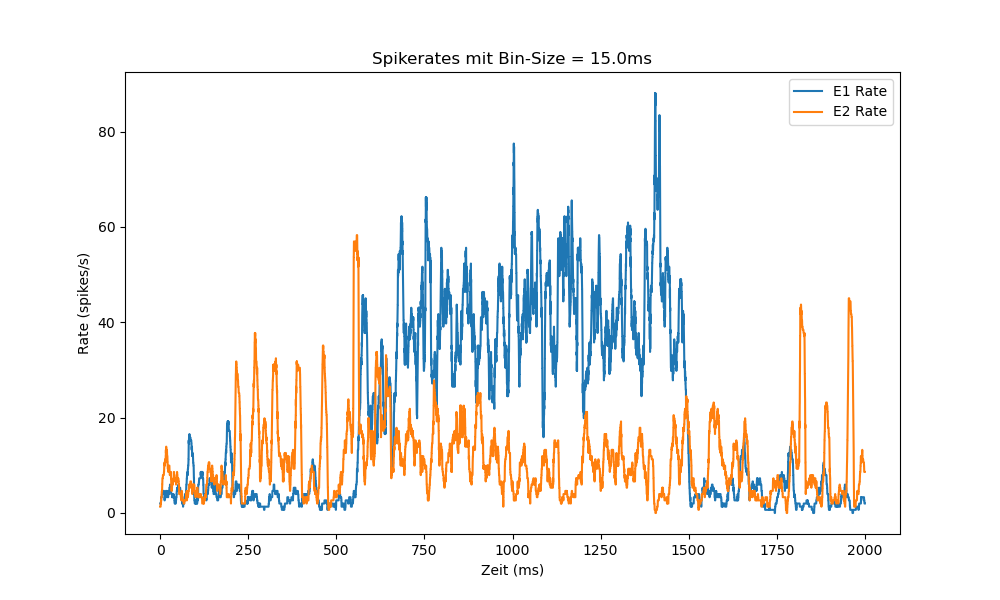 Spikerates mit Bin-Size = 15.0ms
E1 Rate
E2 Rate
80
60
40
20
0
Rate (spikes/s)
0 250 500 750 1000 1250 1500 1750 2000
Zeit (ms)